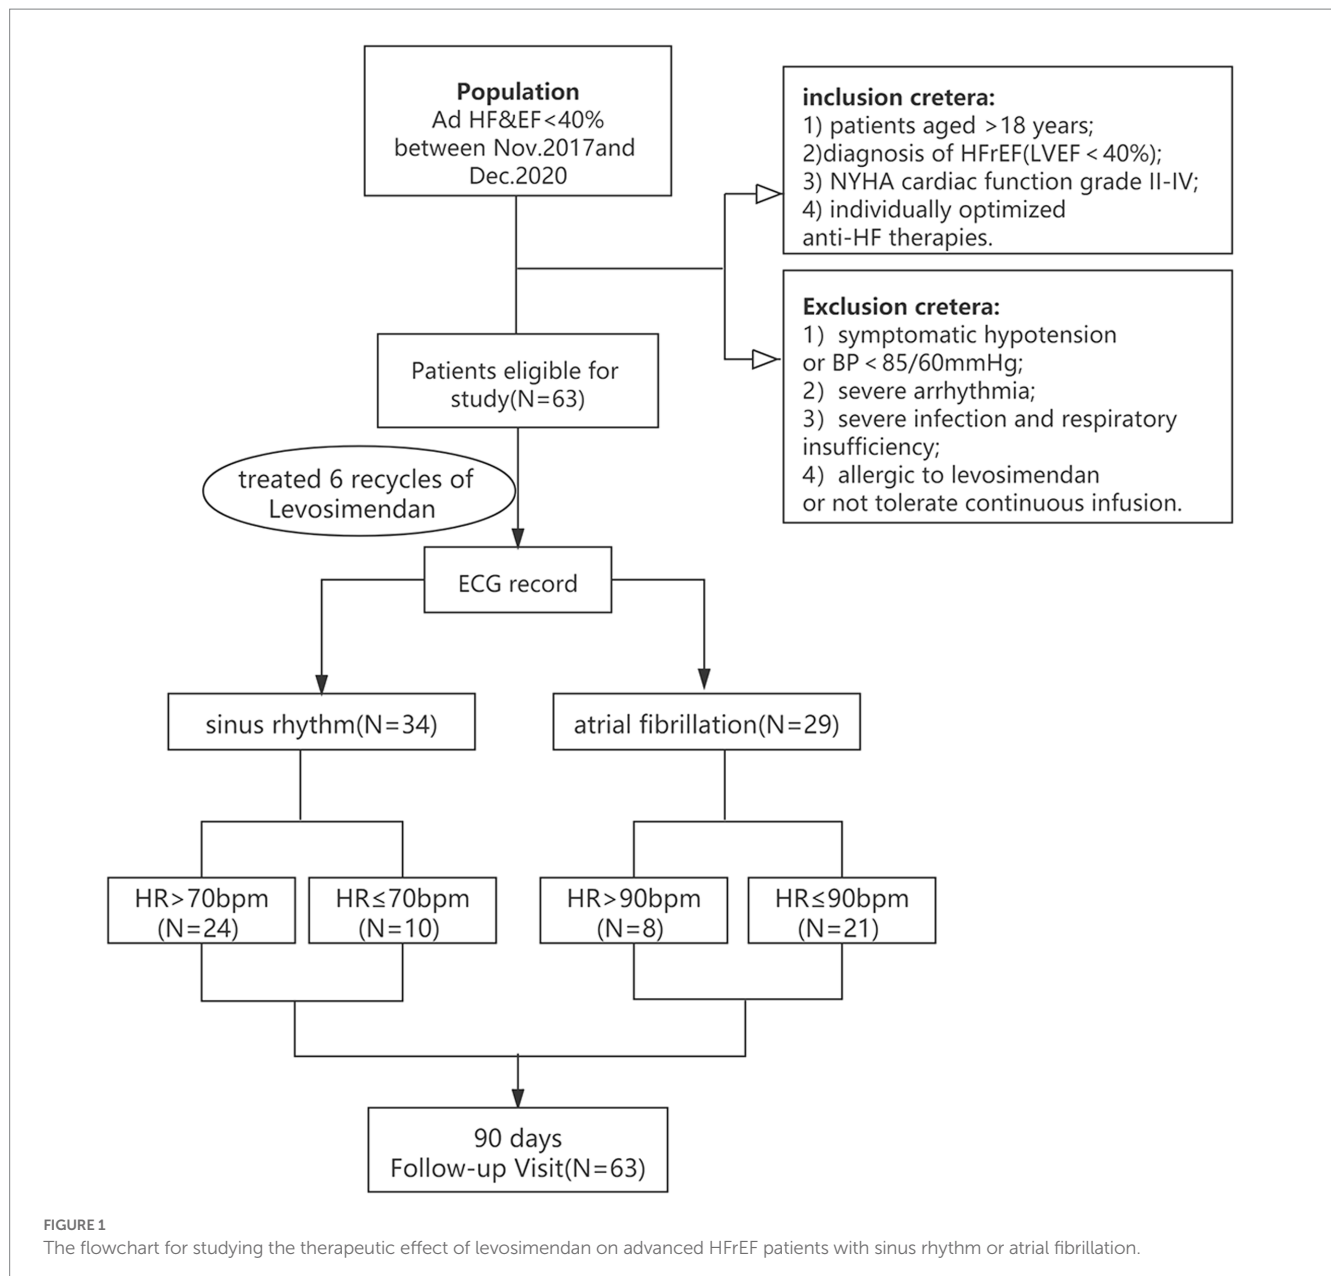 Population
Ad HF&EF<40%
between Nov.2017and
Dec.2020
inclusion cretera:
1) patients aged >18 years;
2)diagnosis of HFrEF(LVEF < 40%);
3) NYHA cardiac function grade II-IV;
4) individually optimized
anti-HF therapies.
Exclusion cretera:
1) symptomatic hypotension
or BP < 85/60mmHg;
2) severe arrhythmia;
3) severe infection and respiratory
insufficiency;
4) allergic to levosimendan
or not tolerate continuous infusion.
Patients eligible for
study(N=63)
treated 6 recycles of
Levosimendan
ECG record
sinus rhythm(N=34)
atrial fibrillation(N=29)
HR>70bpm
(N=24)
HR≤70bpm
(N=10)
HR>90bpm
(N=8)
HR≤90bpm
(N=21)
90 days
Follow-up Visit(N=63)
FIGURE 1
The flowchart for studying the therapeutic effect of levosimendan on advanced HFrEF patients with sinus rhythm or atrial fibrillation.